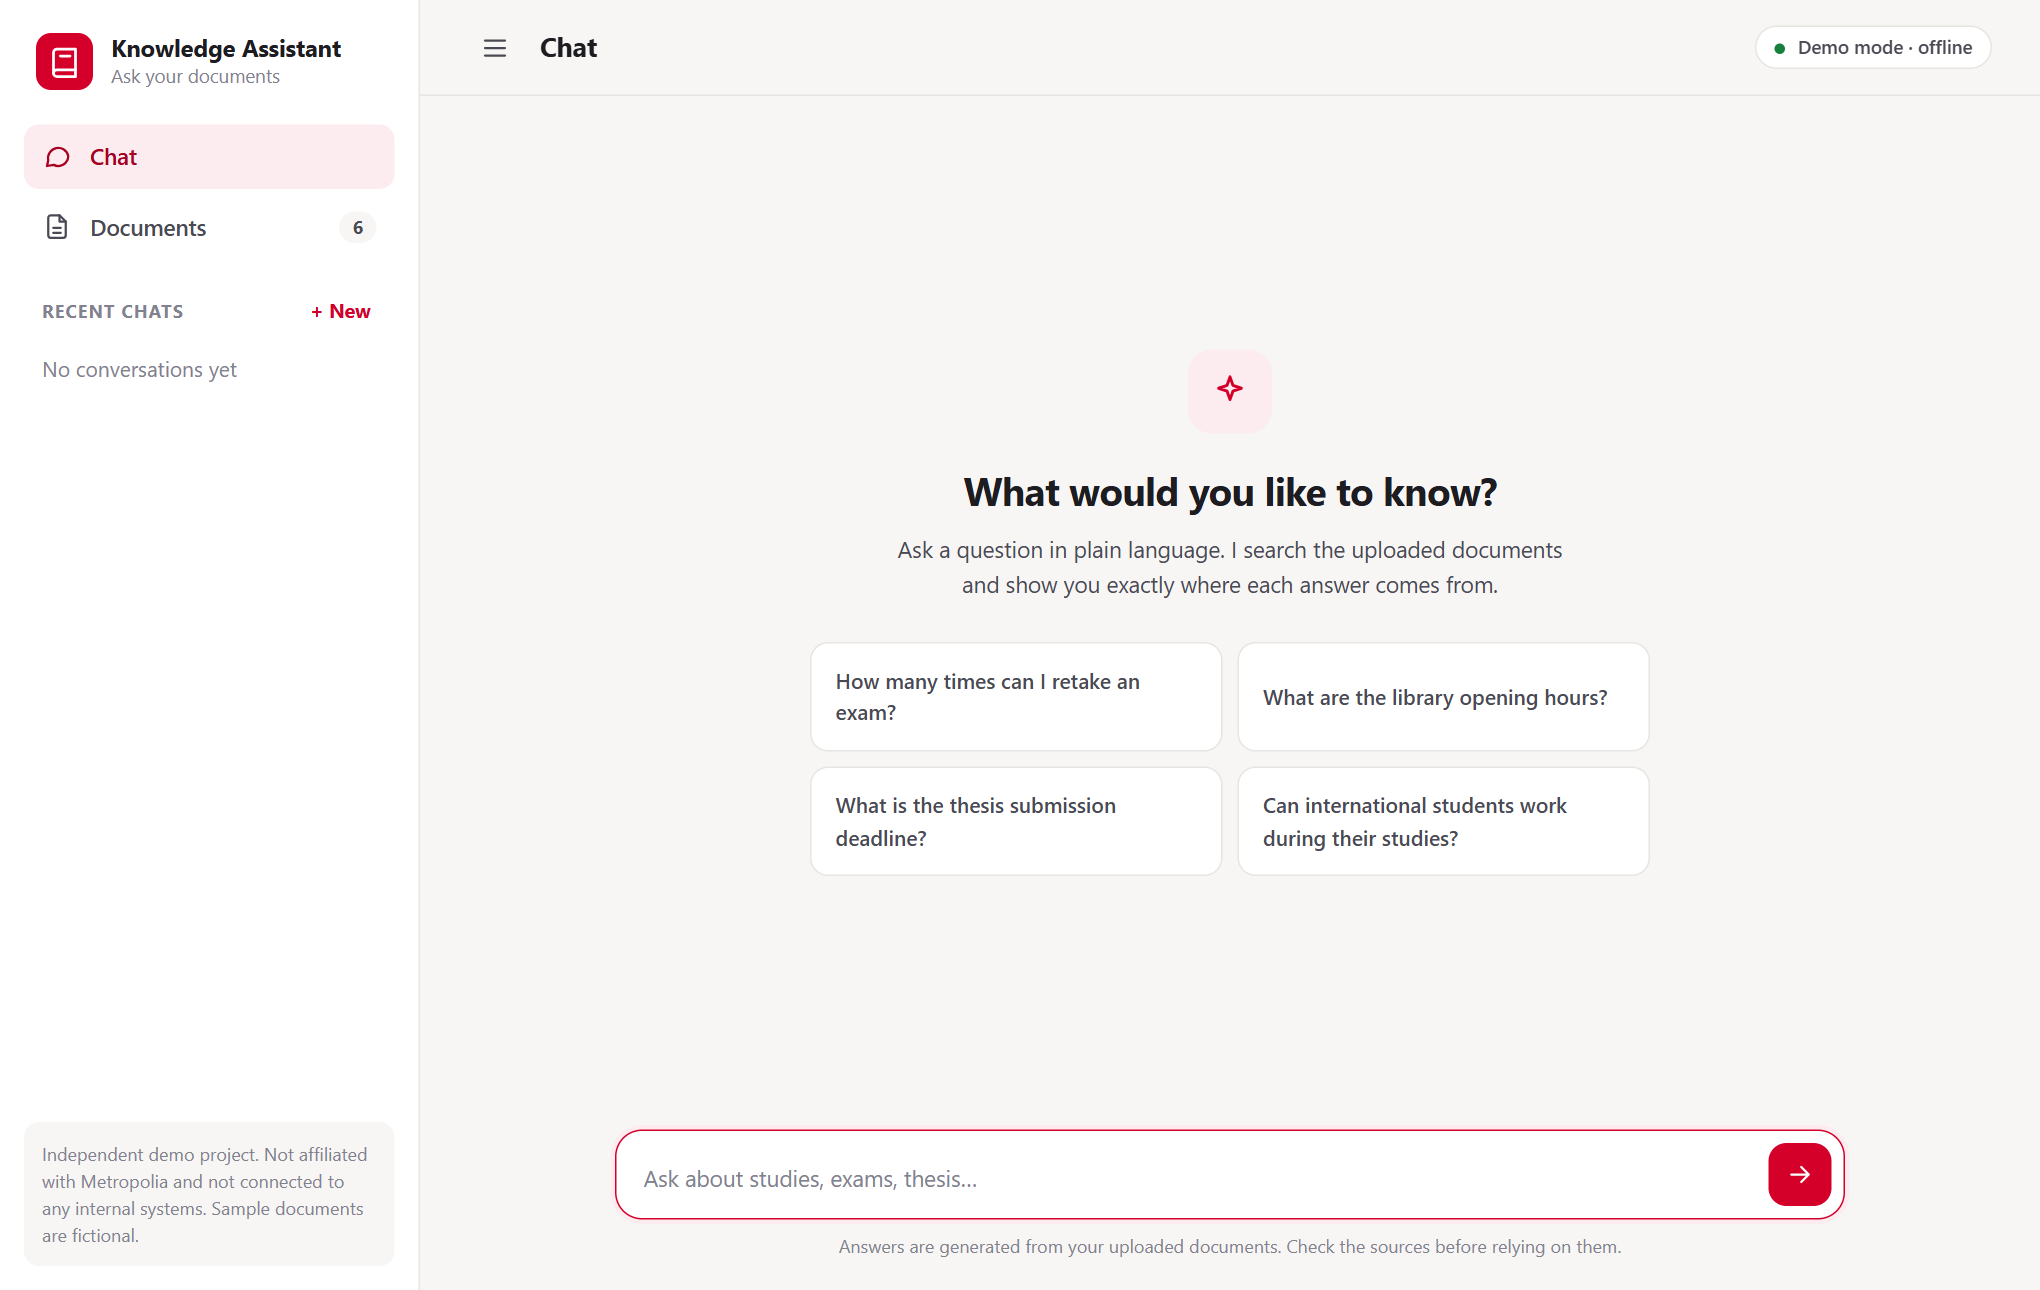 Knowledge Assistant
Ask your documents
Chat
Documents
6
RECENT CHATS
+ New
No conversations yet
Independent demo project. Not affiliated
with Metropolia and not connected to
any internal systems. Sample documents
are fictional.
Chat
Demo mode · offline
What would you like to know?
Ask a question in plain language. I search the uploaded documents
and show you exactly where each answer comes from.
How many times can I retake an
exam?
What are the library opening hours?
What is the thesis submission
deadline?
Can international students work
during their studies?
Ask about studies, exams, thesis...
Answers are generated from your uploaded documents. Check the sources before relying on them.